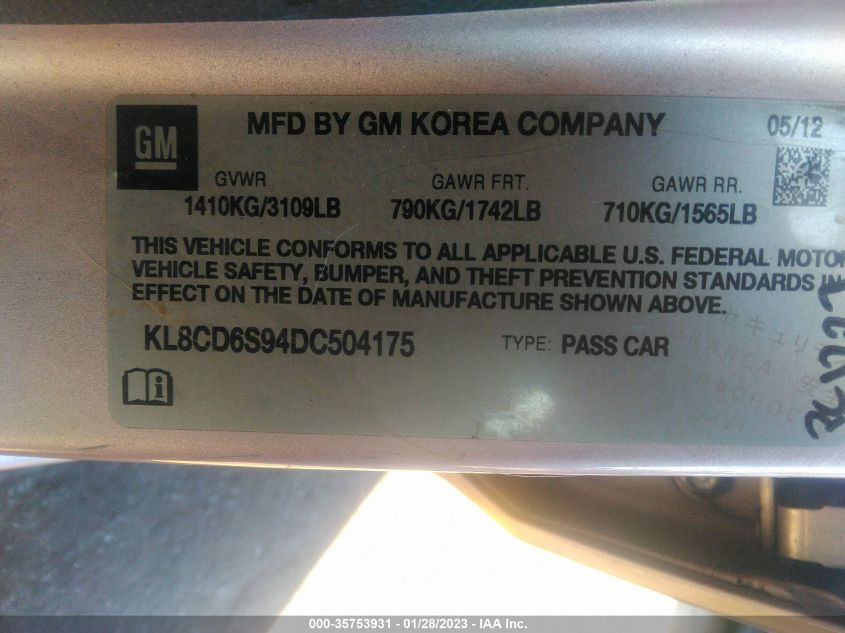 GM
MFD BY GM KOREA COMPANY
05/12
GVWR
GAWR FRT.
GAWR RR.
1410KG/3109LB
790KG/1742LB
710KG/1565LB
THIS VEHICLE CONFORMS TO ALL APPLICABLE U.S. FEDERAL MOTOR
VEHICLE SAFETY, BUMPER, AND THEFT PREVENTION STANDARDS
EFFECT ON THE DATE OF MANUFACTURE SHOWN ABOVE.
KL8CD6S94DC504175
TYPE: PASS CAR
000-35753931 - 01/28/2023 - IAA Inc.